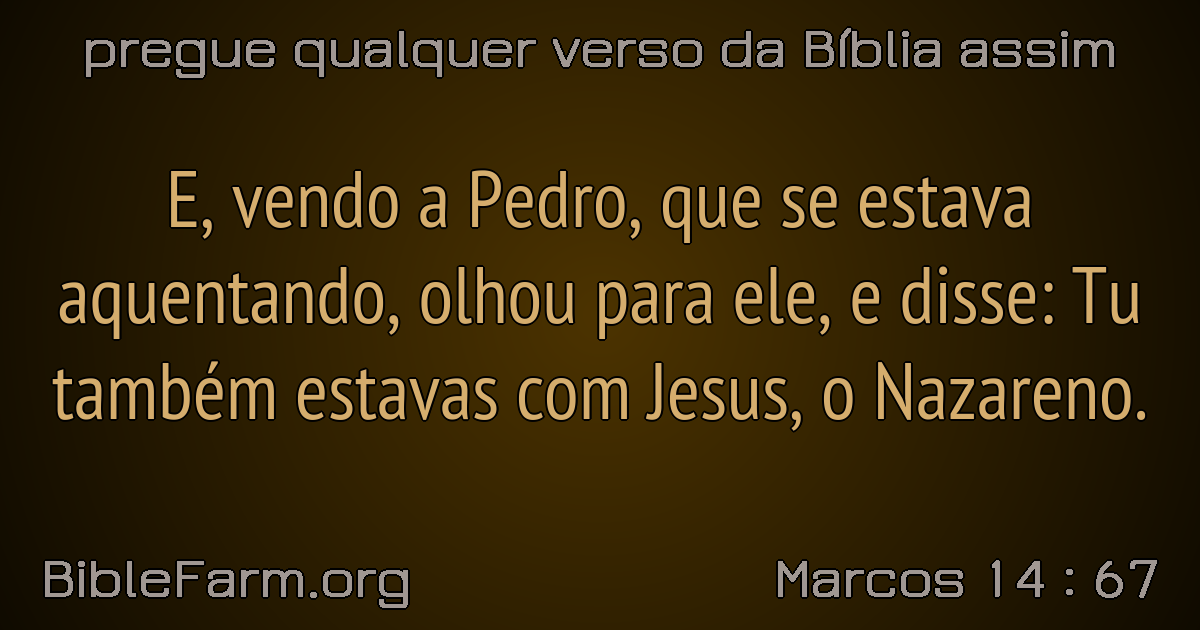 pregue qualquer verso da Bíblia assim
E, vendo a Pedro, que se estava
aquentando, olhou para ele, e disse: Tu
também estavas com Jesus, o Nazareno.
BibleFarm.org
Marcos 14 : 67